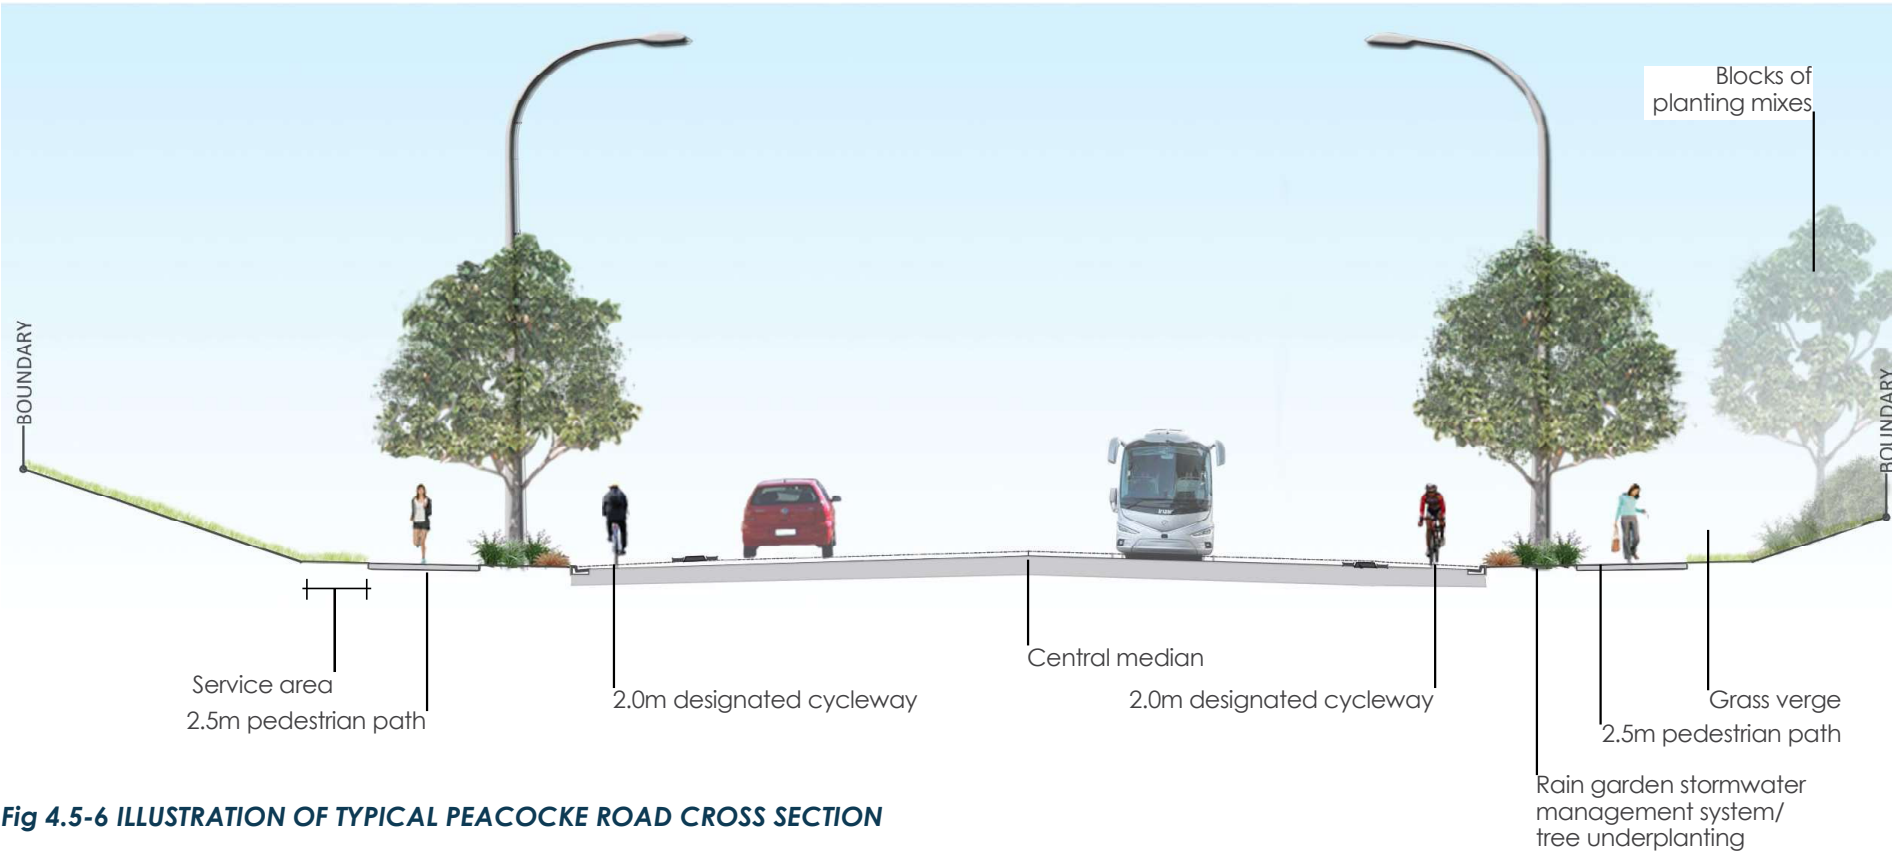 Blocks of
planting mixes
BOUNDARY
BOUNDARY
Central median
Service area
2.0m designated cycleway
2.0m designated cycleway
Grass verge
2.5m pedestrian path
2.5m pedestrian path
Rain garden stormwater
management system/
tree underplanting
Fig 4.5-6 ILLUSTRATION OF TYPICAL PEACOCKE ROAD CROSS SECTION